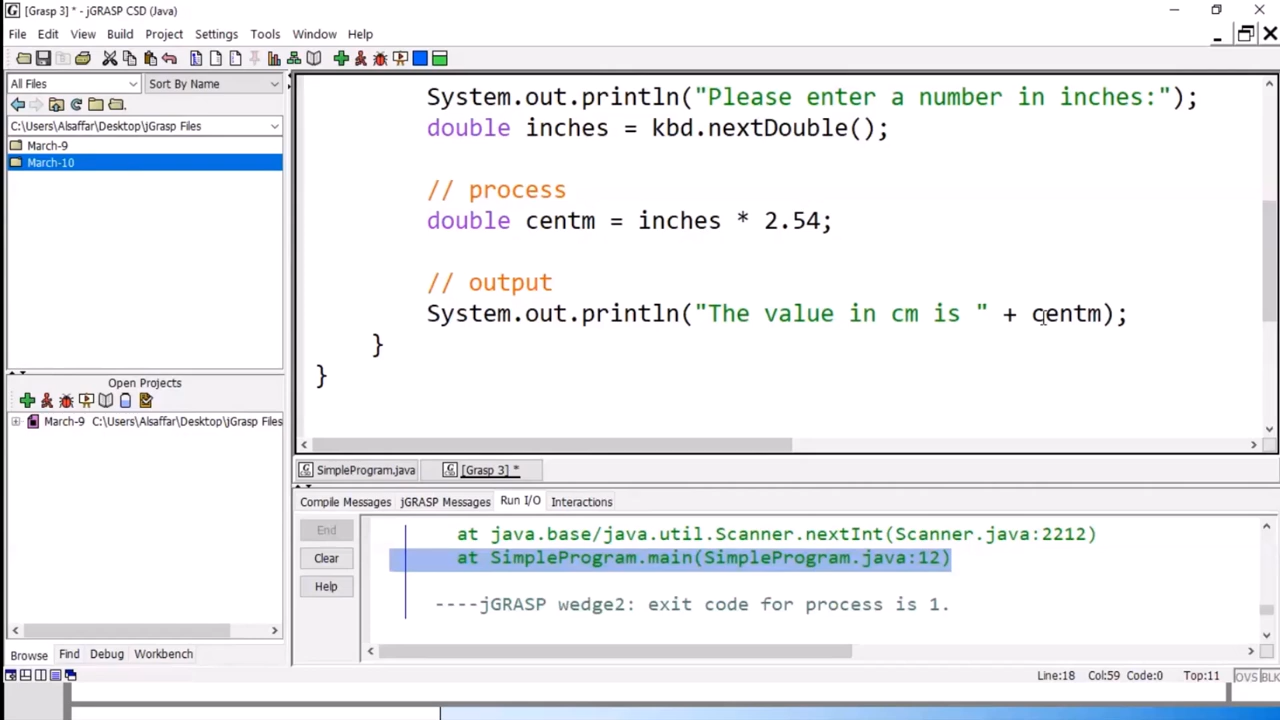 [Grasp 3] * - jGRASP CSD (Java)
File Edit View Build Project Settings Tools Window Help
All Files Sort By Name
C:\Users\Alsaffar\Desktop\jGrasp Files
March-9
March-10
Open Projects
March-9 C:\Users\Alsaffar\Desktop\jGrasp Files
Browse Find Debug Workbench
System.out.println("Please enter a number in inches:");
double inches = kbd.nextDouble();
// process
double centm = inches * 2.54;
// output
System.out.println("The value in cm is " + centm);
}
}
SimpleProgram.java [Grasp 3] *
Compile Messages jGRASP Messages Run I/O Interactions
End
Clear
Help
at java.base/java.util.Scanner.nextInt(Scanner.java:2212)
at SimpleProgram.main(SimpleProgram.java:12)
----jGRASP wedge2: exit code for process is 1.
Line:18 Col:59 Code:0 Top:11 OVS BLK